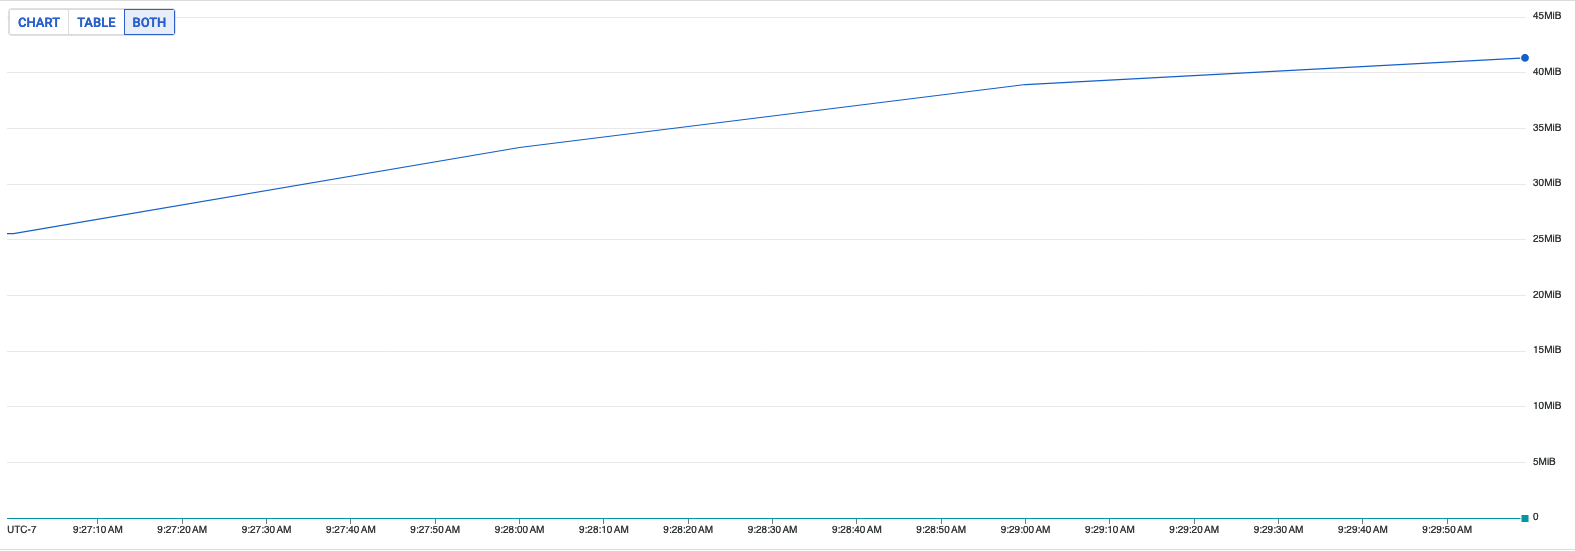 CHART TABLE BOTH
45MiB
40MiB
35MiB
30MiB
25MiB
20MiB
15MiB
10MiB
5MiB
0
UTC-7 9:27:10 AM 9:27:20 AM 9:27:30 AM 9:27:40 AM 9:27:50 AM 9:28:00 AM 9:28:10 AM 9:28:20 AM 9:28:30 AM 9:28:40 AM 9:28:50 AM 9:29:00 AM 9:29:10 AM 9:29:20 AM 9:29:30 AM 9:29:40 AM 9:29:50 AM